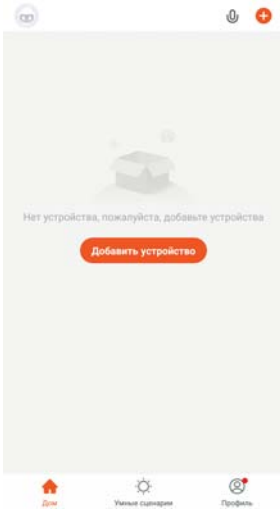 Нет устройства, пожалуйста, добавьте устройства
Добавить устройство
Дом
Умные сценарии
Профиль